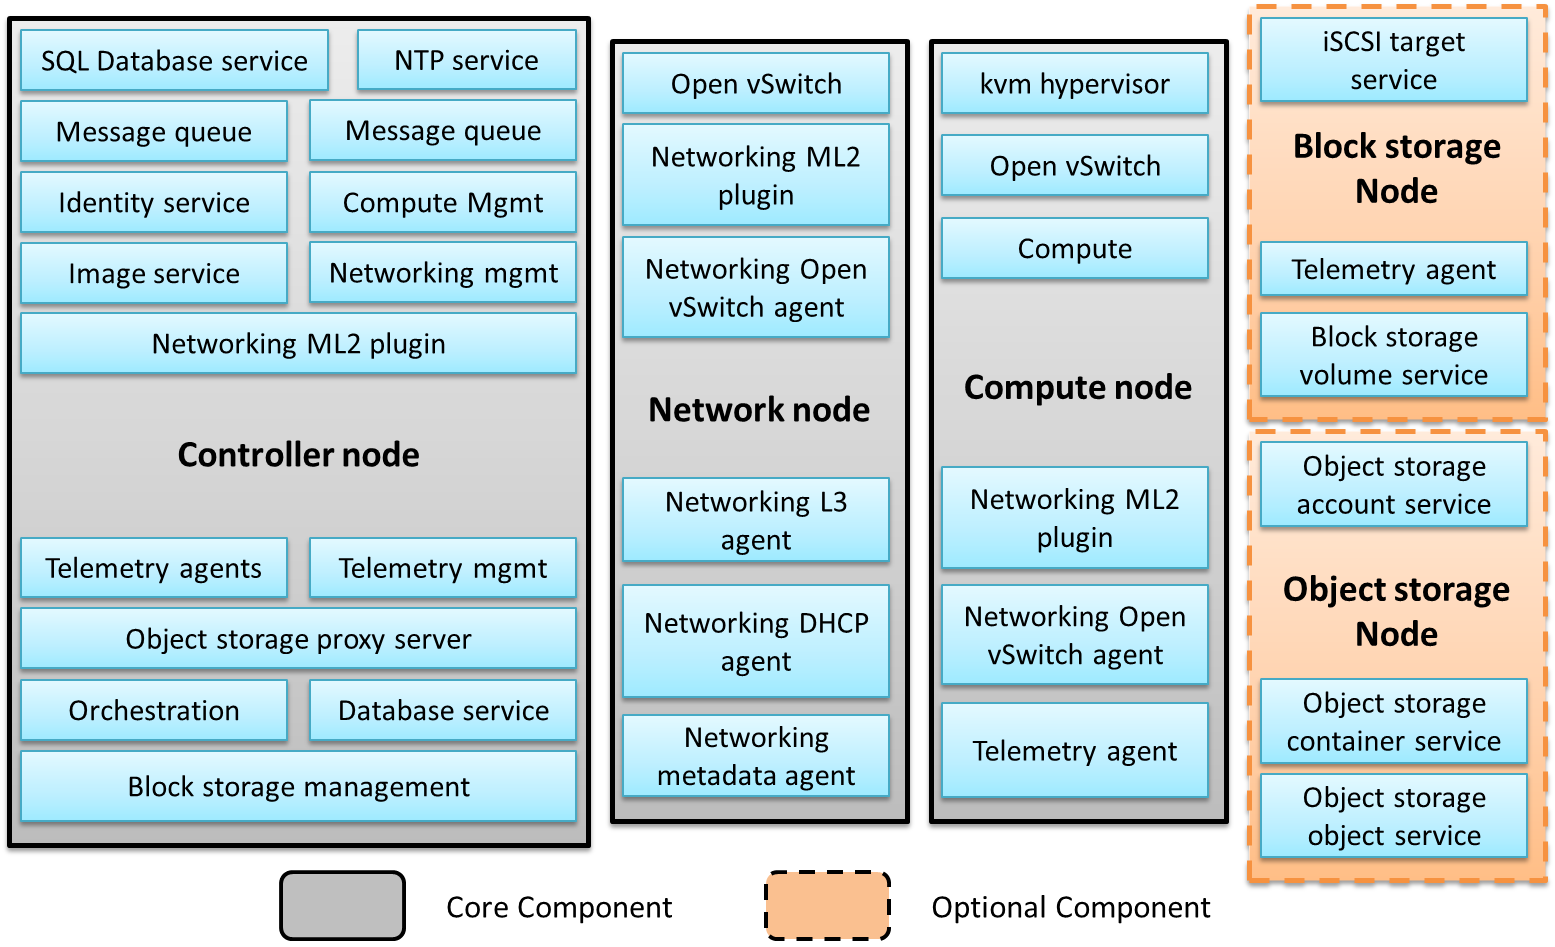 SQL Database service
NTP service
Message queue
Message queue
Identity service
Compute Mgmt
Image service
Networking mgmt
Networking ML2 plugin
Controller node
Telemetry agents
Telemetry mgmt
Object storage proxy server
Orchestration
Database service
Block storage management
Open vSwitch
Networking ML2
plugin
Networking Open
vSwitch agent
Network node
Networking L3
agent
Networking DHCP
agent
Networking
metadata agent
kvm hypervisor
Open vSwitch
Compute
Compute node
Networking ML2
plugin
Networking Open
vSwitch agent
Telemetry agent
iSCSI target
service
Block storage
Node
Telemetry agent
Block storage
volume service
Object storage
account service
Object storage
Node
Object storage
container service
Object storage
object service
Core Component
Optional Component